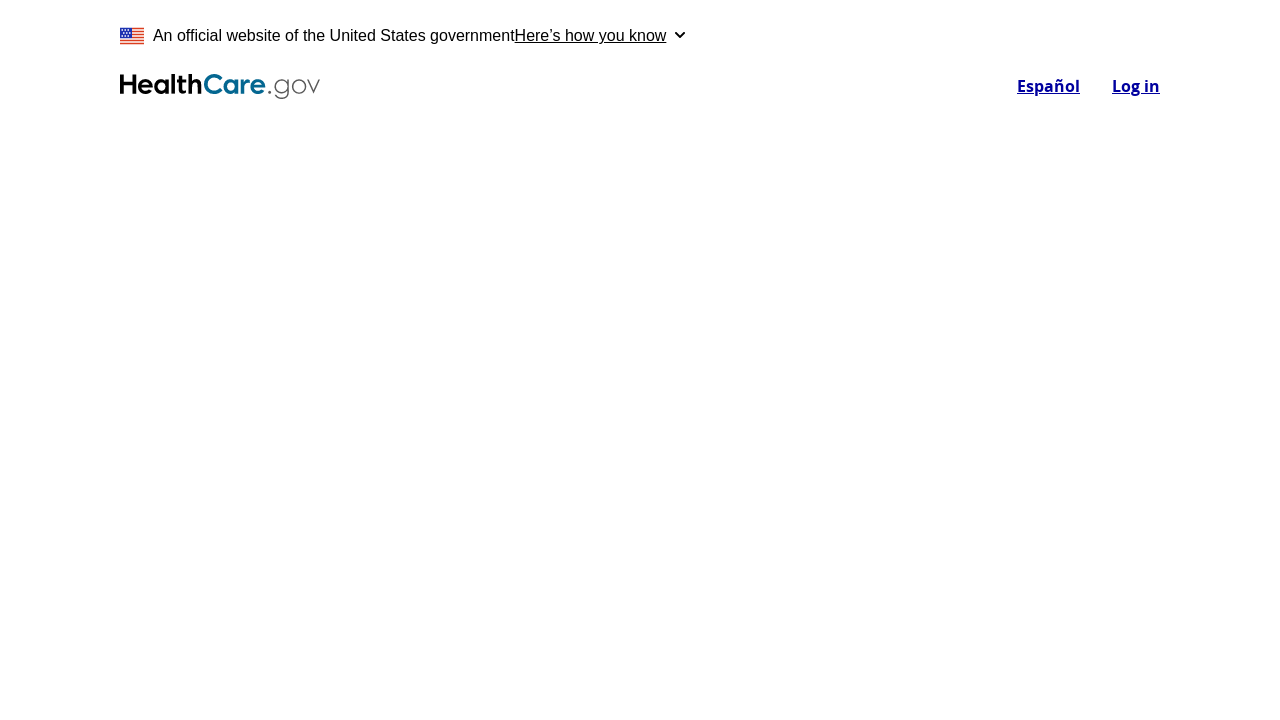 An official website of the United States governmentHere’s how you know
HealthCare.gov
Español
Log in